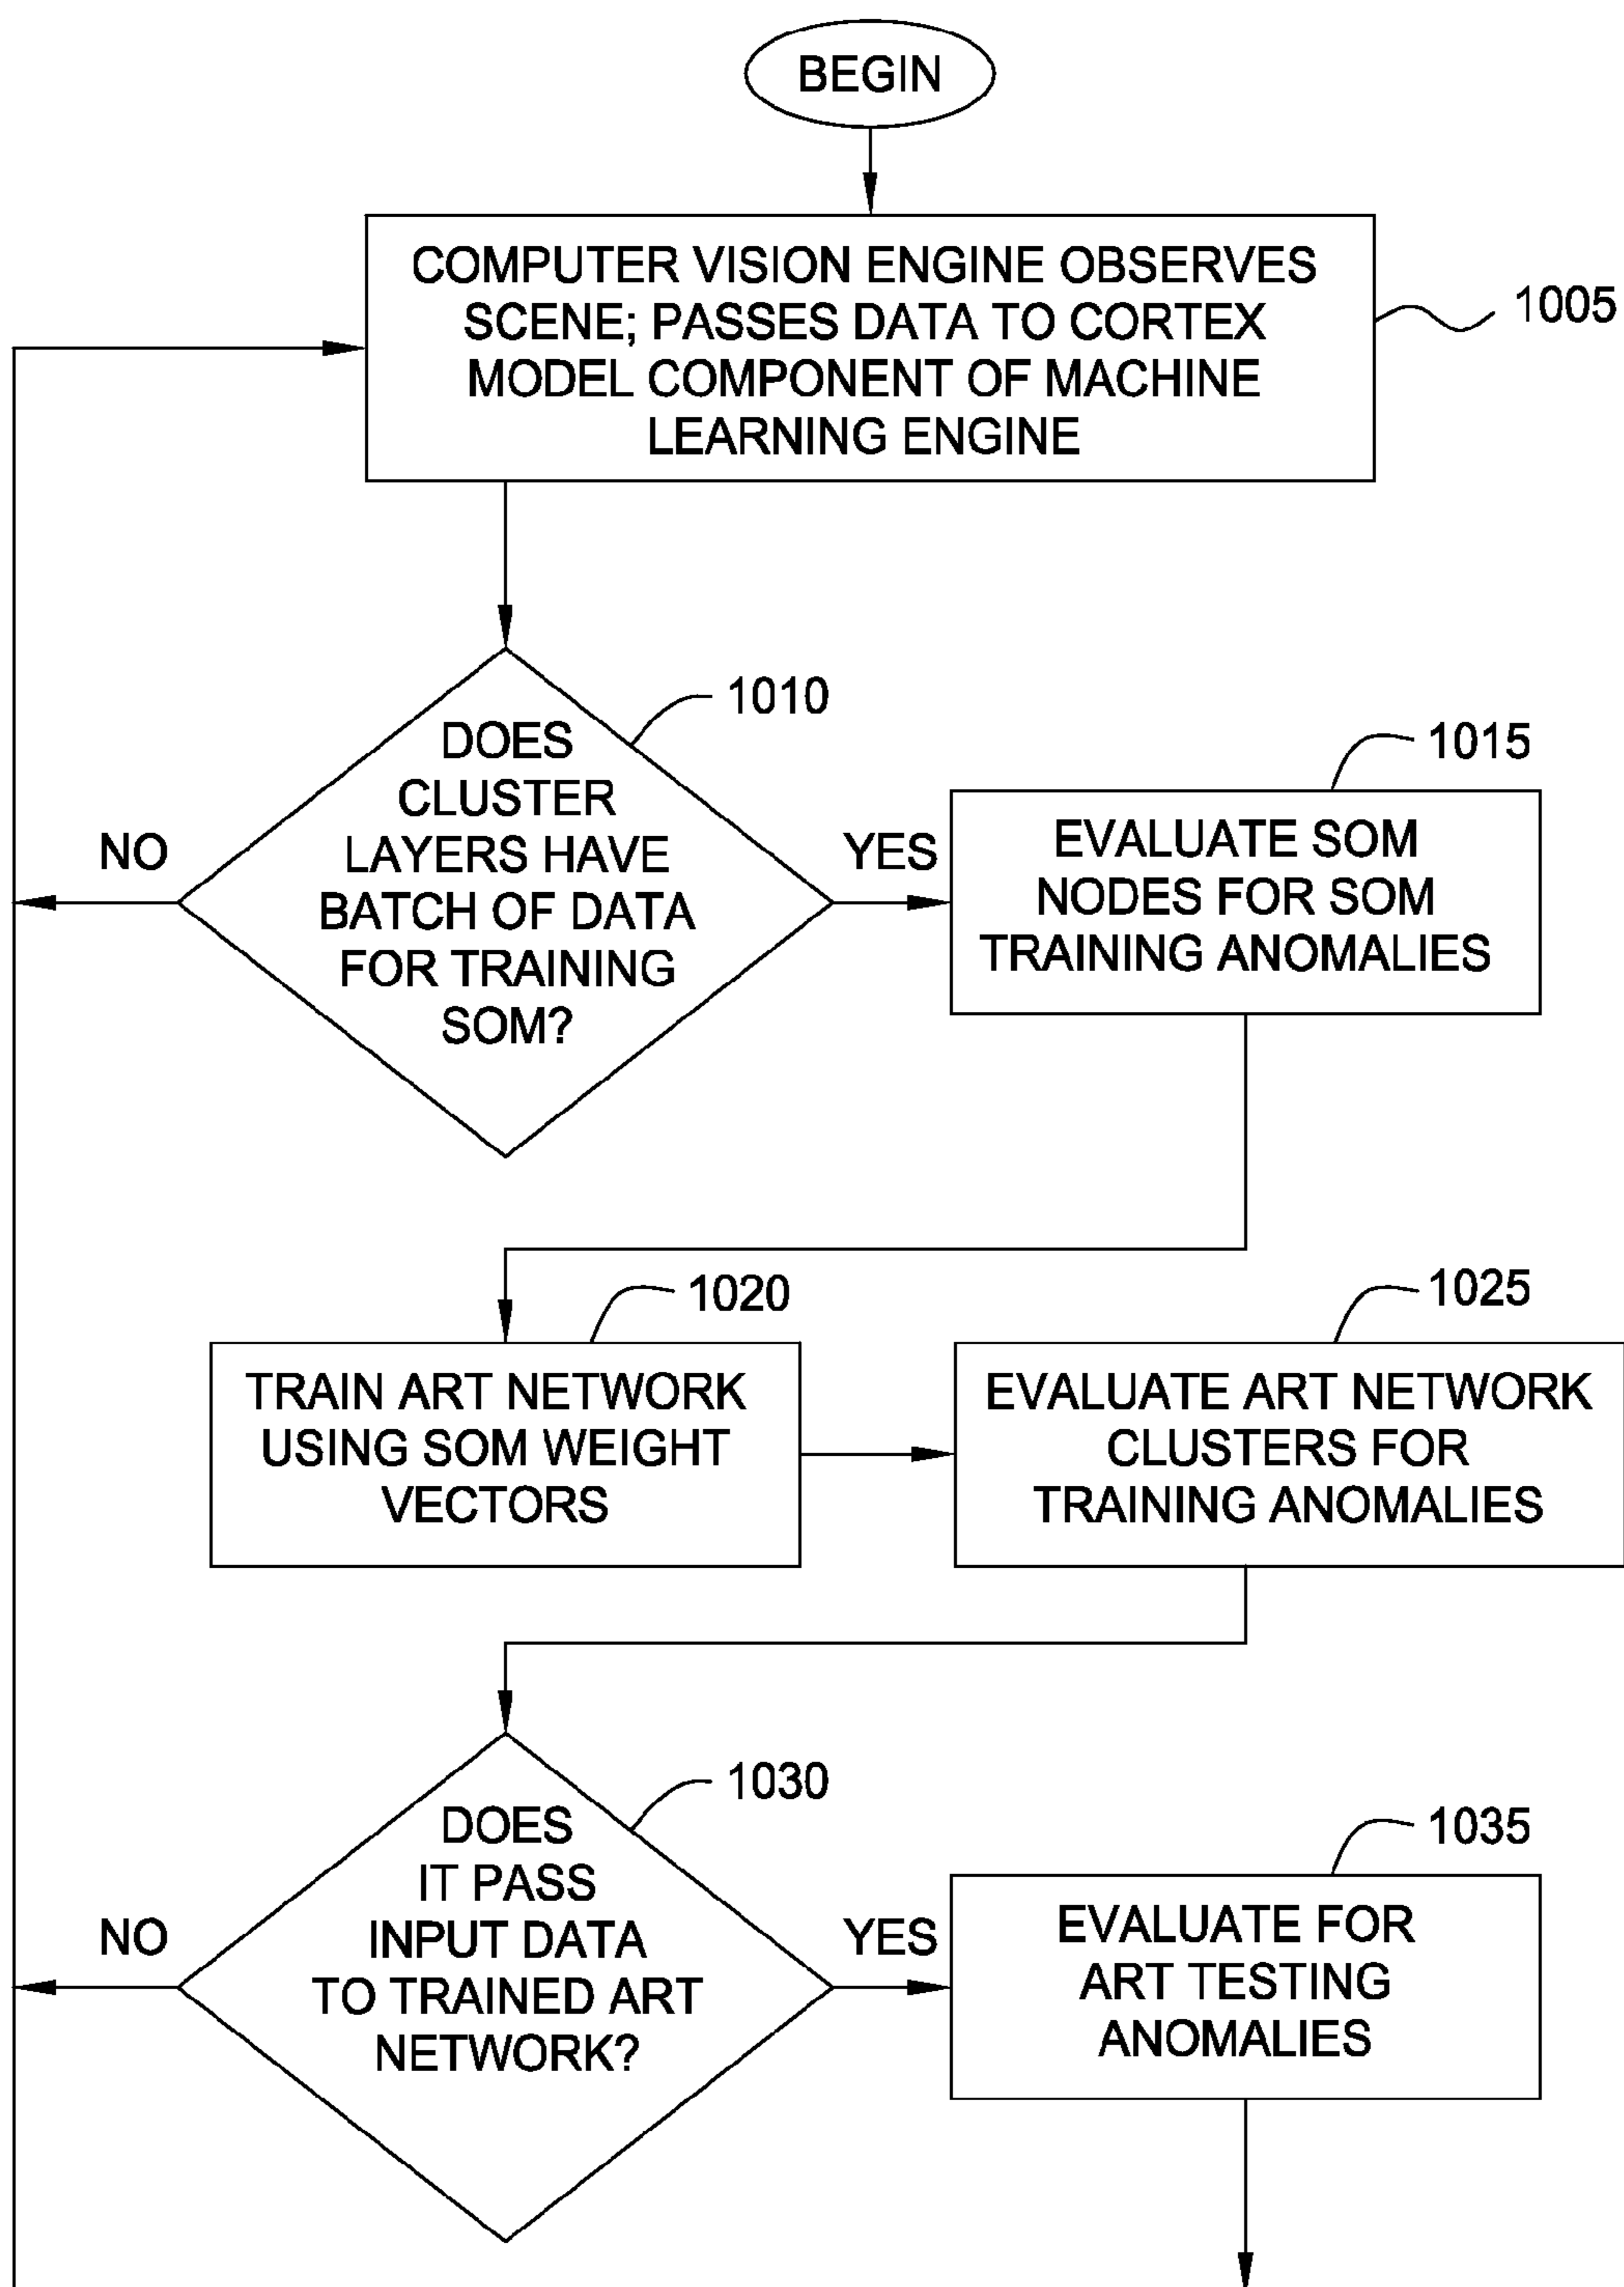 BEGIN
COMPUTER VISION ENGINE OBSERVES
SCENE; PASSES DATA TO CORTEX
MODEL COMPONENT OF MACHINE
LEARNING ENGINE
1005
1010
DOES
CLUSTER
LAYERS HAVE
BATCH OF DATA
FOR TRAINING
SOM?
NO
YES
1015
EVALUATE SOM
NODES FOR SOM
TRAINING ANOMALIES
1020
TRAIN ART NETWORK
USING SOM WEIGHT
VECTORS
1025
EVALUATE ART NETWORK
CLUSTERS FOR
TRAINING ANOMALIES
1030
DOES
IT PASS
INPUT DATA
TO TRAINED ART
NETWORK?
NO
YES
1035
EVALUATE FOR
ART TESTING
ANOMALIES